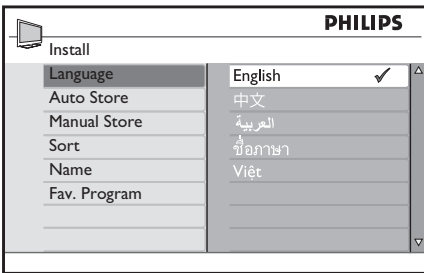 PHILIPS
Install
Language
Auto Store
Manual Store
Sort
Name
Fav. Program
English
中文
العربية
ชื่อภาษา
Việt